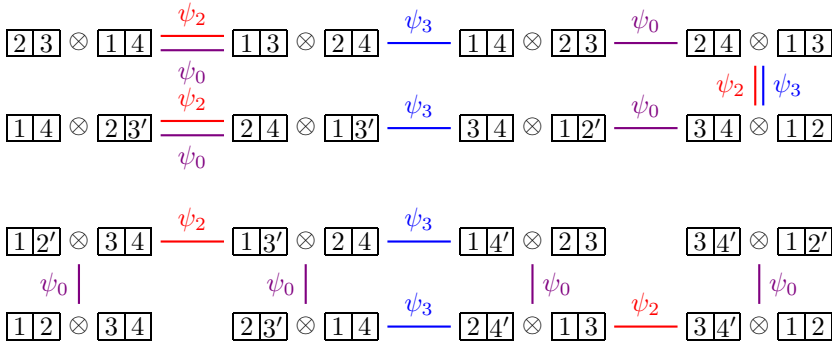 ψ₂ ψ₃ ψ₀
2 3 ⊗ 1 4 1 3 ⊗ 2 4 1 4 ⊗ 2 3 2 4 ⊗ 1 3
ψ₀
ψ₂ ψ₂ ψ₃
ψ₃ ψ₀
1 4 ⊗ 2 3′ 2 4 ⊗ 1 3′ 3 4 ⊗ 1 2′ 3 4 ⊗ 1 2
ψ₀
ψ₂ ψ₃
1 2′ ⊗ 3 4 1 3′ ⊗ 2 4 1 4′ ⊗ 2 3 3 4′ ⊗ 1 2′
ψ₀ ψ₀ ψ₀ ψ₀
ψ₃ ψ₂
1 2 ⊗ 3 4 2 3′ ⊗ 1 4 2 4′ ⊗ 1 3 3 4′ ⊗ 1 2